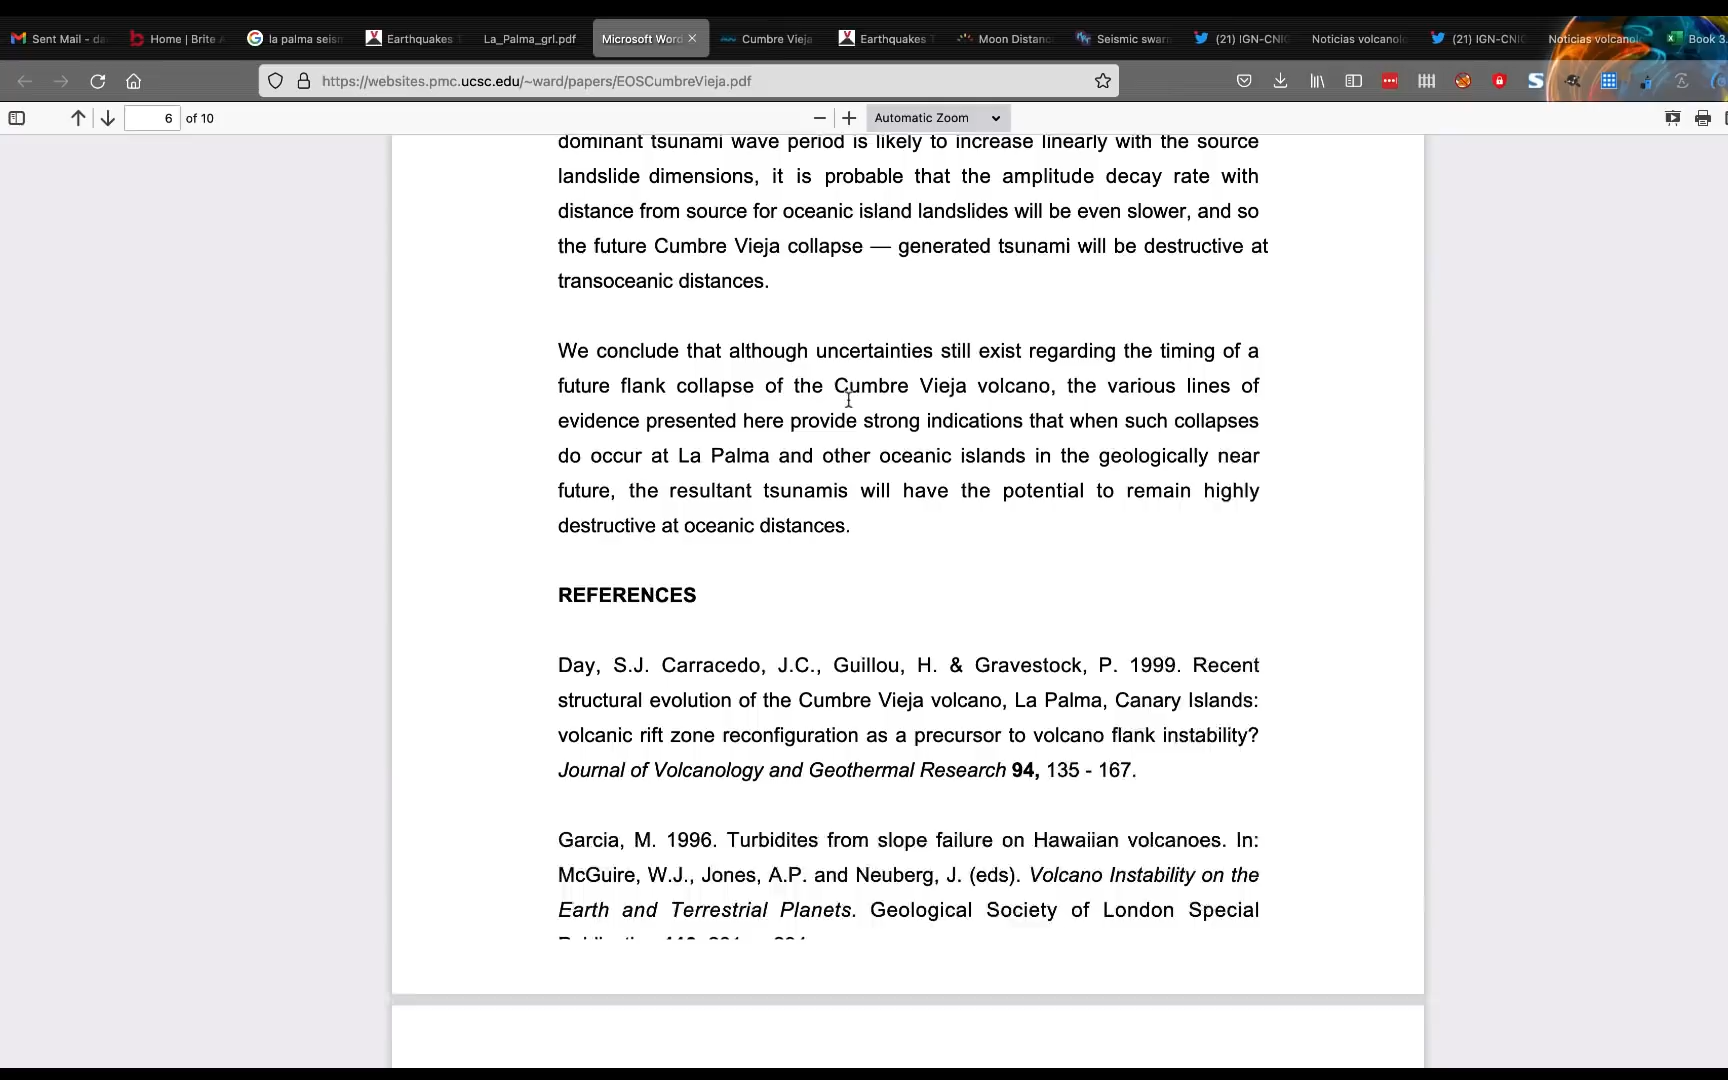 Sent Mail - da
Home | Brite A
la palma seism
Earthquakes T
La_Palma_grl.pdf
Microsoft Word
Cumbre Vieja
Earthquakes T
Moon Distanc
Seismic swarm
(21) IGN-CNIG
Noticias volcanolo
(21) IGN-CNIG
Noticias volcanol
Book 3.
https://websites.pmc.ucsc.edu/~ward/papers/EOSCumbreVieja.pdf
6 of 10
Automatic Zoom
dominant tsunami wave period is likely to increase linearly with the source
landslide dimensions, it is probable that the amplitude decay rate with
distance from source for oceanic island landslides will be even slower, and so
the future Cumbre Vieja collapse — generated tsunami will be destructive at
transoceanic distances.
We conclude that although uncertainties still exist regarding the timing of a
future flank collapse of the Cumbre Vieja volcano, the various lines of
evidence presented here provide strong indications that when such collapses
do occur at La Palma and other oceanic islands in the geologically near
future, the resultant tsunamis will have the potential to remain highly
destructive at oceanic distances.
REFERENCES
Day, S.J. Carracedo, J.C., Guillou, H. & Gravestock, P. 1999. Recent
structural evolution of the Cumbre Vieja volcano, La Palma, Canary Islands:
volcanic rift zone reconfiguration as a precursor to volcano flank instability?
Journal of Volcanology and Geothermal Research 94, 135 - 167.
Garcia, M. 1996. Turbidites from slope failure on Hawaiian volcanoes. In:
McGuire, W.J., Jones, A.P. and Neuberg, J. (eds). Volcano Instability on the
Earth and Terrestrial Planets. Geological Society of London Special